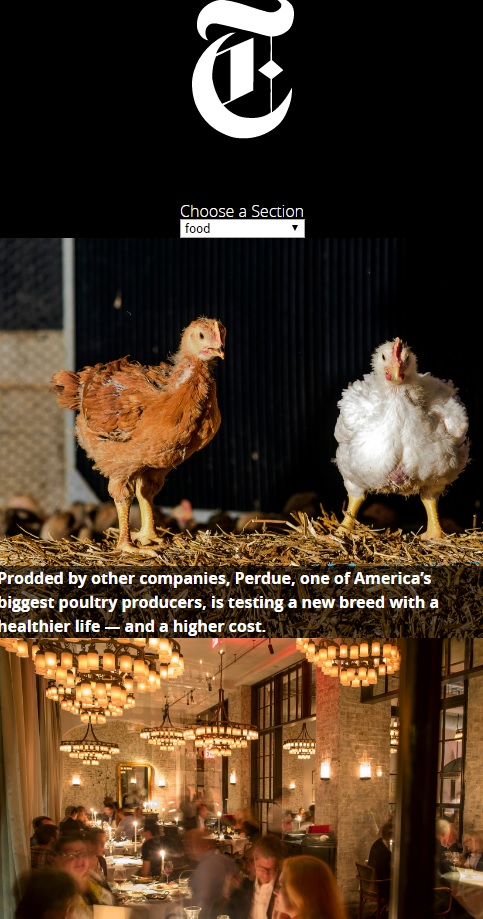 Choose a Section
food
Prodded by other companies, Perdue, one of America's
biggest poultry producers, is testing a new breed with a
healthier life — and a higher cost.